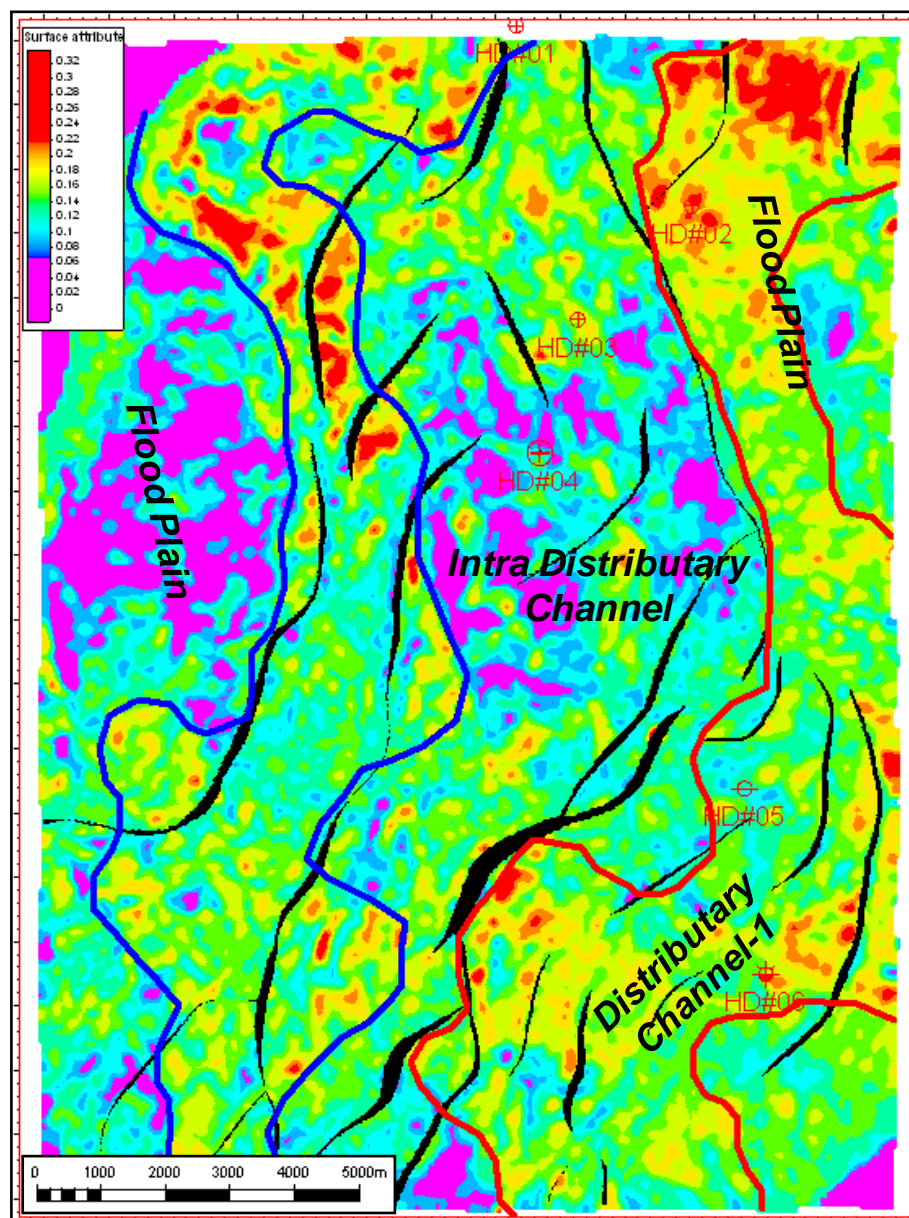 Surface attribute
0.32
0.3
0.28
0.26
0.24
0.22
0.2
0.18
0.16
0.14
0.12
0.1
0.08
0.06
0.04
0.02
0
HD#01
HD#02
Flood Plain
HD#03
Flood Plain
HD#04
Intra Distributary
Channel
HD#05
Distributary
Channel-1
HD#06
0 1000 2000 3000 4000 5000m